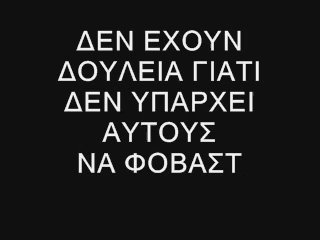 ΔΕΝ ΕΧΟΥΝ
ΔΟΥΛΕΙΑ ΓΙΑΤΙ
ΔΕΝ ΥΠΑΡΧΕΙ
ΑΥΤΟΥΣ
ΝΑ ΦΟΒΑΣΤ